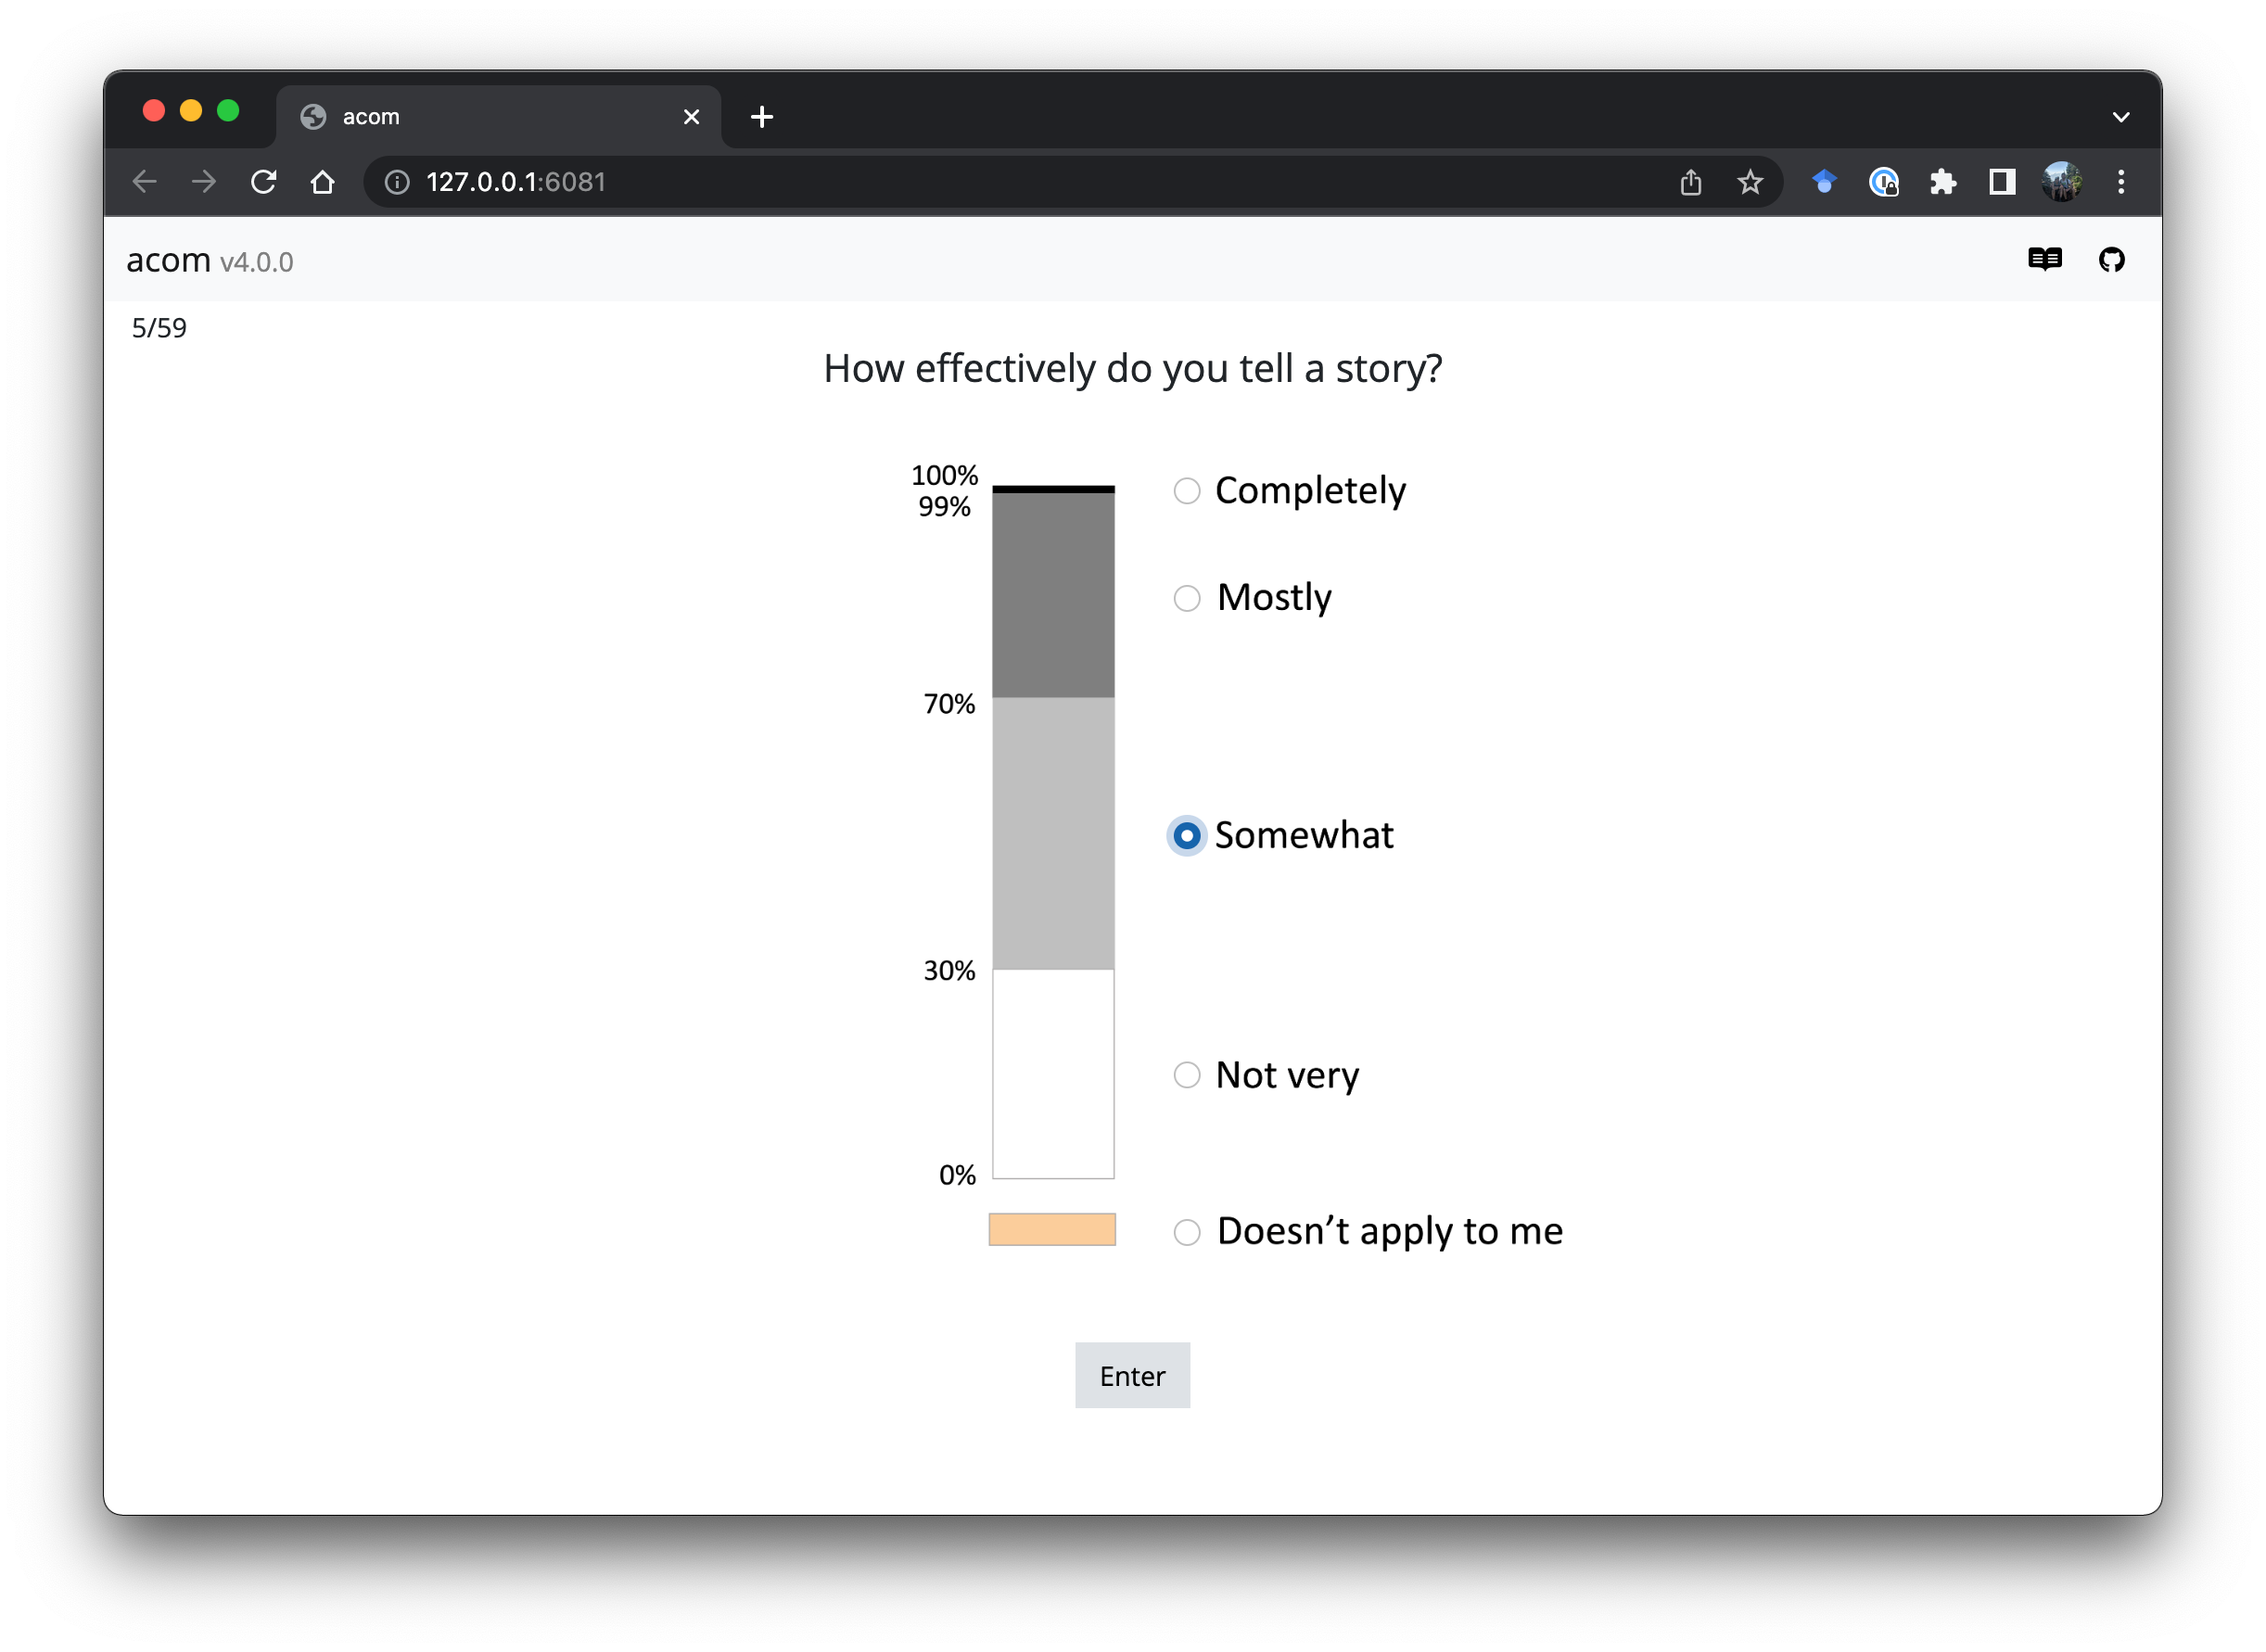 acom
127.0.0.1:6081
acom v4.0.0
5/59
How effectively do you tell a story?
100%
Completely
99%
Mostly
70%
Somewhat
30%
Not very
0%
Doesn’t apply to me
Enter